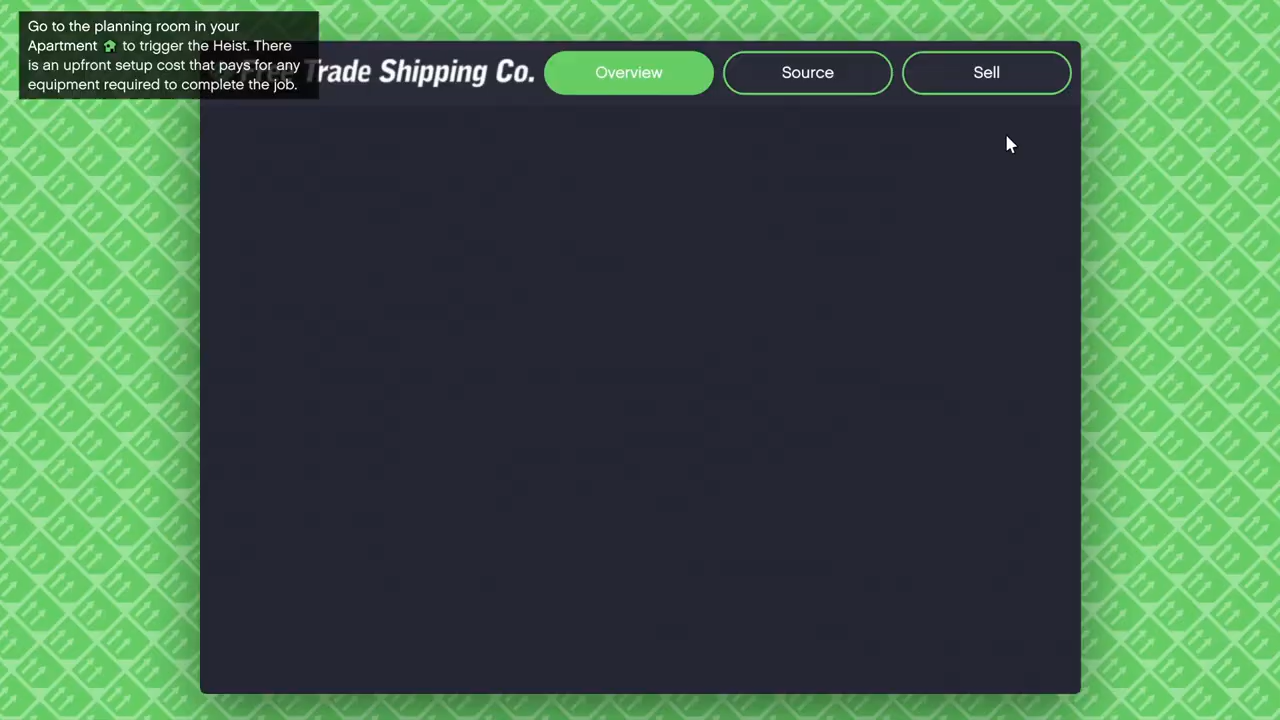 Go to the planning room in your
Apartment to trigger the Heist. There
is an upfront setup cost that pays for any
equipment required to complete the job.
Free Trade Shipping Co.
Overview
Source
Sell